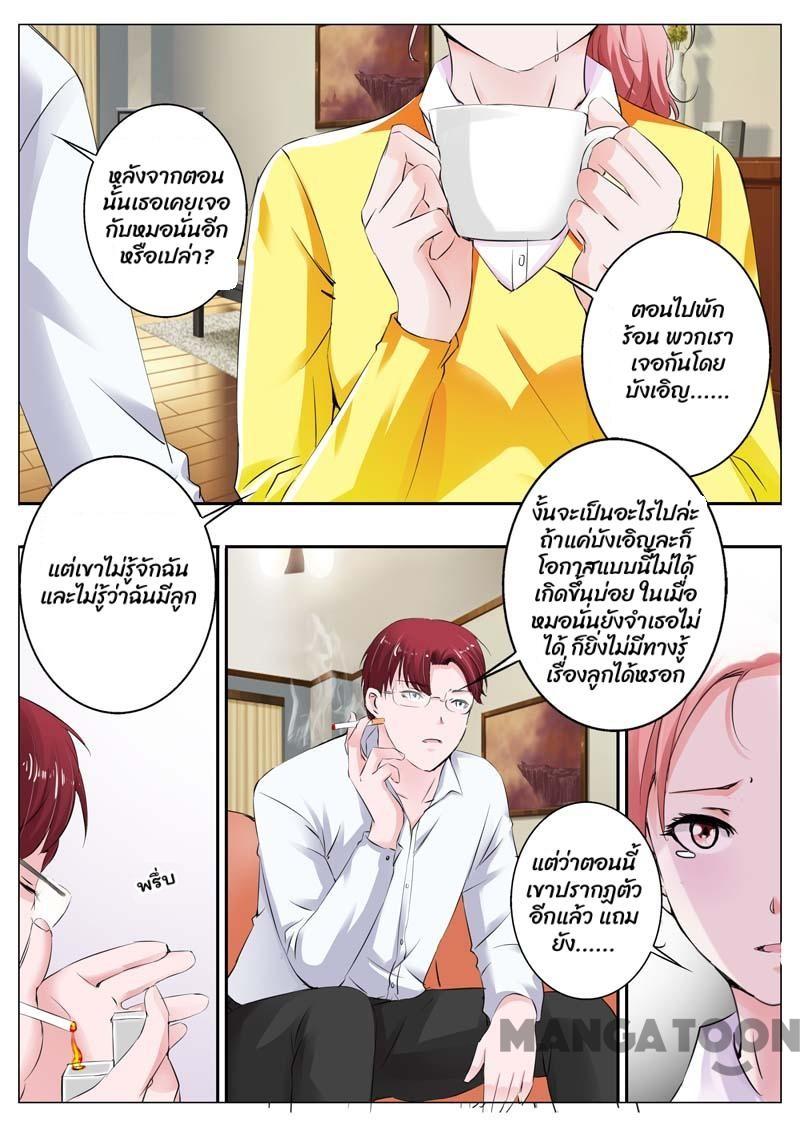 หลังจากตอน
นั้นเธอเคยเจอ
กับหมอนั่นอีก
หรือเปล่า?
ตอนไปพัก
ร้อน พวกเรา
เจอกันโดย
บังเอิญ......
แต่เขาไม่รู้จักฉัน
และไม่รู้ว่าฉันมีลูก
งั้นจะเป็นอะไรไปล่ะ
ถ้าแค่บังเอิญละก็
โอกาสแบบนี้ไม่ได้
เกิดขึ้นบ่อย ในเมื่อ
หมอนั่นยังจำเธอไม่
ได้ ก็ยิ่งไม่มีทางรู้
เรื่องลูกได้หรอก
พรึ่บ
แต่ว่าตอนนี้
เขาปรากฏตัว
อีกแล้ว แถม
ยัง......
MANGATOON